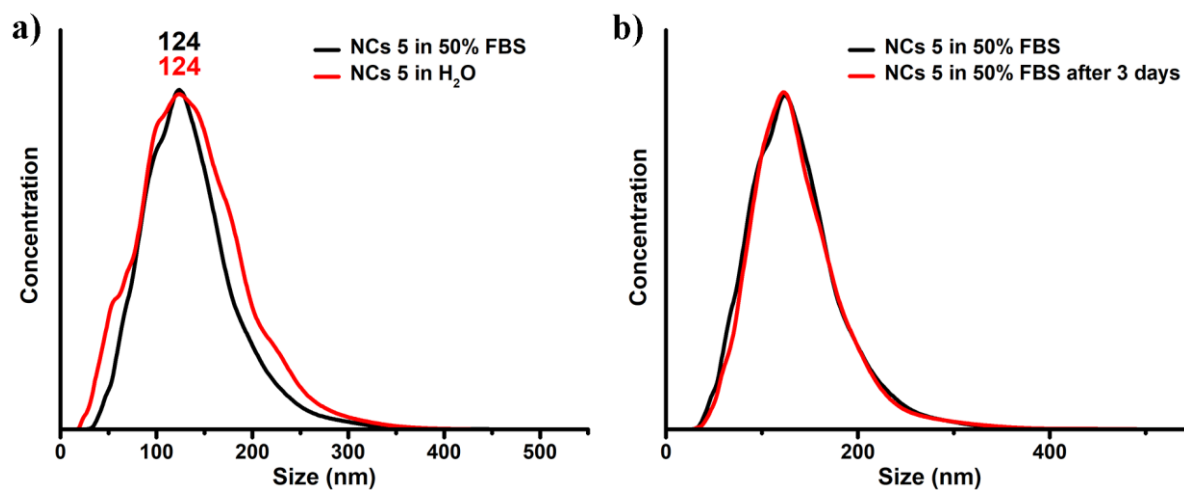 a)
124
124
NCs 5 in 50% FBS
NCs 5 in H₂O
Concentration
0 100 200 300 400 500
Size (nm)
b)
NCs 5 in 50% FBS
NCs 5 in 50% FBS after 3 days
Concentration
0 200 400
Size (nm)